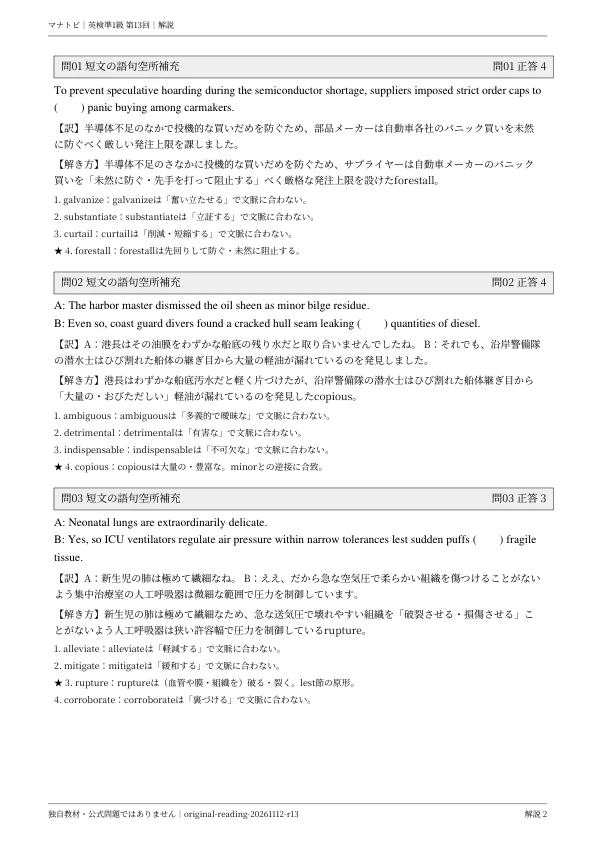 マナトビ｜英検準1級 第13回｜解説
問01 短文の語句空所補充 問01 正答 4
To prevent speculative hoarding during the semiconductor shortage, suppliers imposed strict order caps to
(　　) panic buying among carmakers.
【訳】半導体不足のなかで投機的な買いだめを防ぐため、部品メーカーは自動車各社のパニック買いを未然
に防ぐべく厳しい発注上限を課しました。
【解き方】半導体不足のさなかに投機的な買いだめを防ぐため、サプライヤーは自動車メーカーのパニック
買いを「未然に防ぐ・先手を打って阻止する」べく厳格な発注上限を設けたforestall。
1. galvanize：galvanizeは「奮い立たせる」で文脈に合わない。
2. substantiate：substantiateは「立証する」で文脈に合わない。
3. curtail：curtailは「削減・短縮する」で文脈に合わない。
★ 4. forestall：forestallは先回りして防ぐ・未然に阻止する。
問02 短文の語句空所補充 問02 正答 4
A: The harbor master dismissed the oil sheen as minor bilge residue.
B: Even so, coast guard divers found a cracked hull seam leaking (　　) quantities of diesel.
【訳】A：港長はその油膜をわずかな船底の残り水だと取り合いませんでしたね。 B：それでも、沿岸警備隊
の潜水士はひび割れた船体の継ぎ目から大量の軽油が漏れているのを発見しました。
【解き方】港長はわずかな船底汚水だと軽く片づけたが、沿岸警備隊の潜水士はひび割れた船体継ぎ目から
「大量の・おびただしい」軽油が漏れているのを発見したcopious。
1. ambiguous：ambiguousは「多義的で曖昧な」で文脈に合わない。
2. detrimental：detrimentalは「有害な」で文脈に合わない。
3. indispensable：indispensableは「不可欠な」で文脈に合わない。
★ 4. copious：copiousは大量の・豊富な。minorとの逆接に合致。
問03 短文の語句空所補充 問03 正答 3
A: Neonatal lungs are extraordinarily delicate.
B: Yes, so ICU ventilators regulate air pressure within narrow tolerances lest sudden puffs (　　) fragile
tissue.
【訳】A：新生児の肺は極めて繊細なね。 B：ええ、だから急な空気圧で柔らかい組織を傷つけることがない
よう集中治療室の人工呼吸器は微細な範囲で圧力を制御しています。
【解き方】新生児の肺は極めて繊細なため、急な送気圧で壊れやすい組織を「破裂させる・損傷させる」こ
とがないよう人工呼吸器は狭い許容幅で圧力を制御しているrupture。
1. alleviate：alleviateは「軽減する」で文脈に合わない。
2. mitigate：mitigateは「緩和する」で文脈に合わない。
★ 3. rupture：ruptureは（血管や膜・組織を）破る・裂く。lest節の原形。
4. corroborate：corroborateは「裏づける」で文脈に合わない。
独自教材・公式問題ではありません｜original-reading-20261112-r13 解説 2